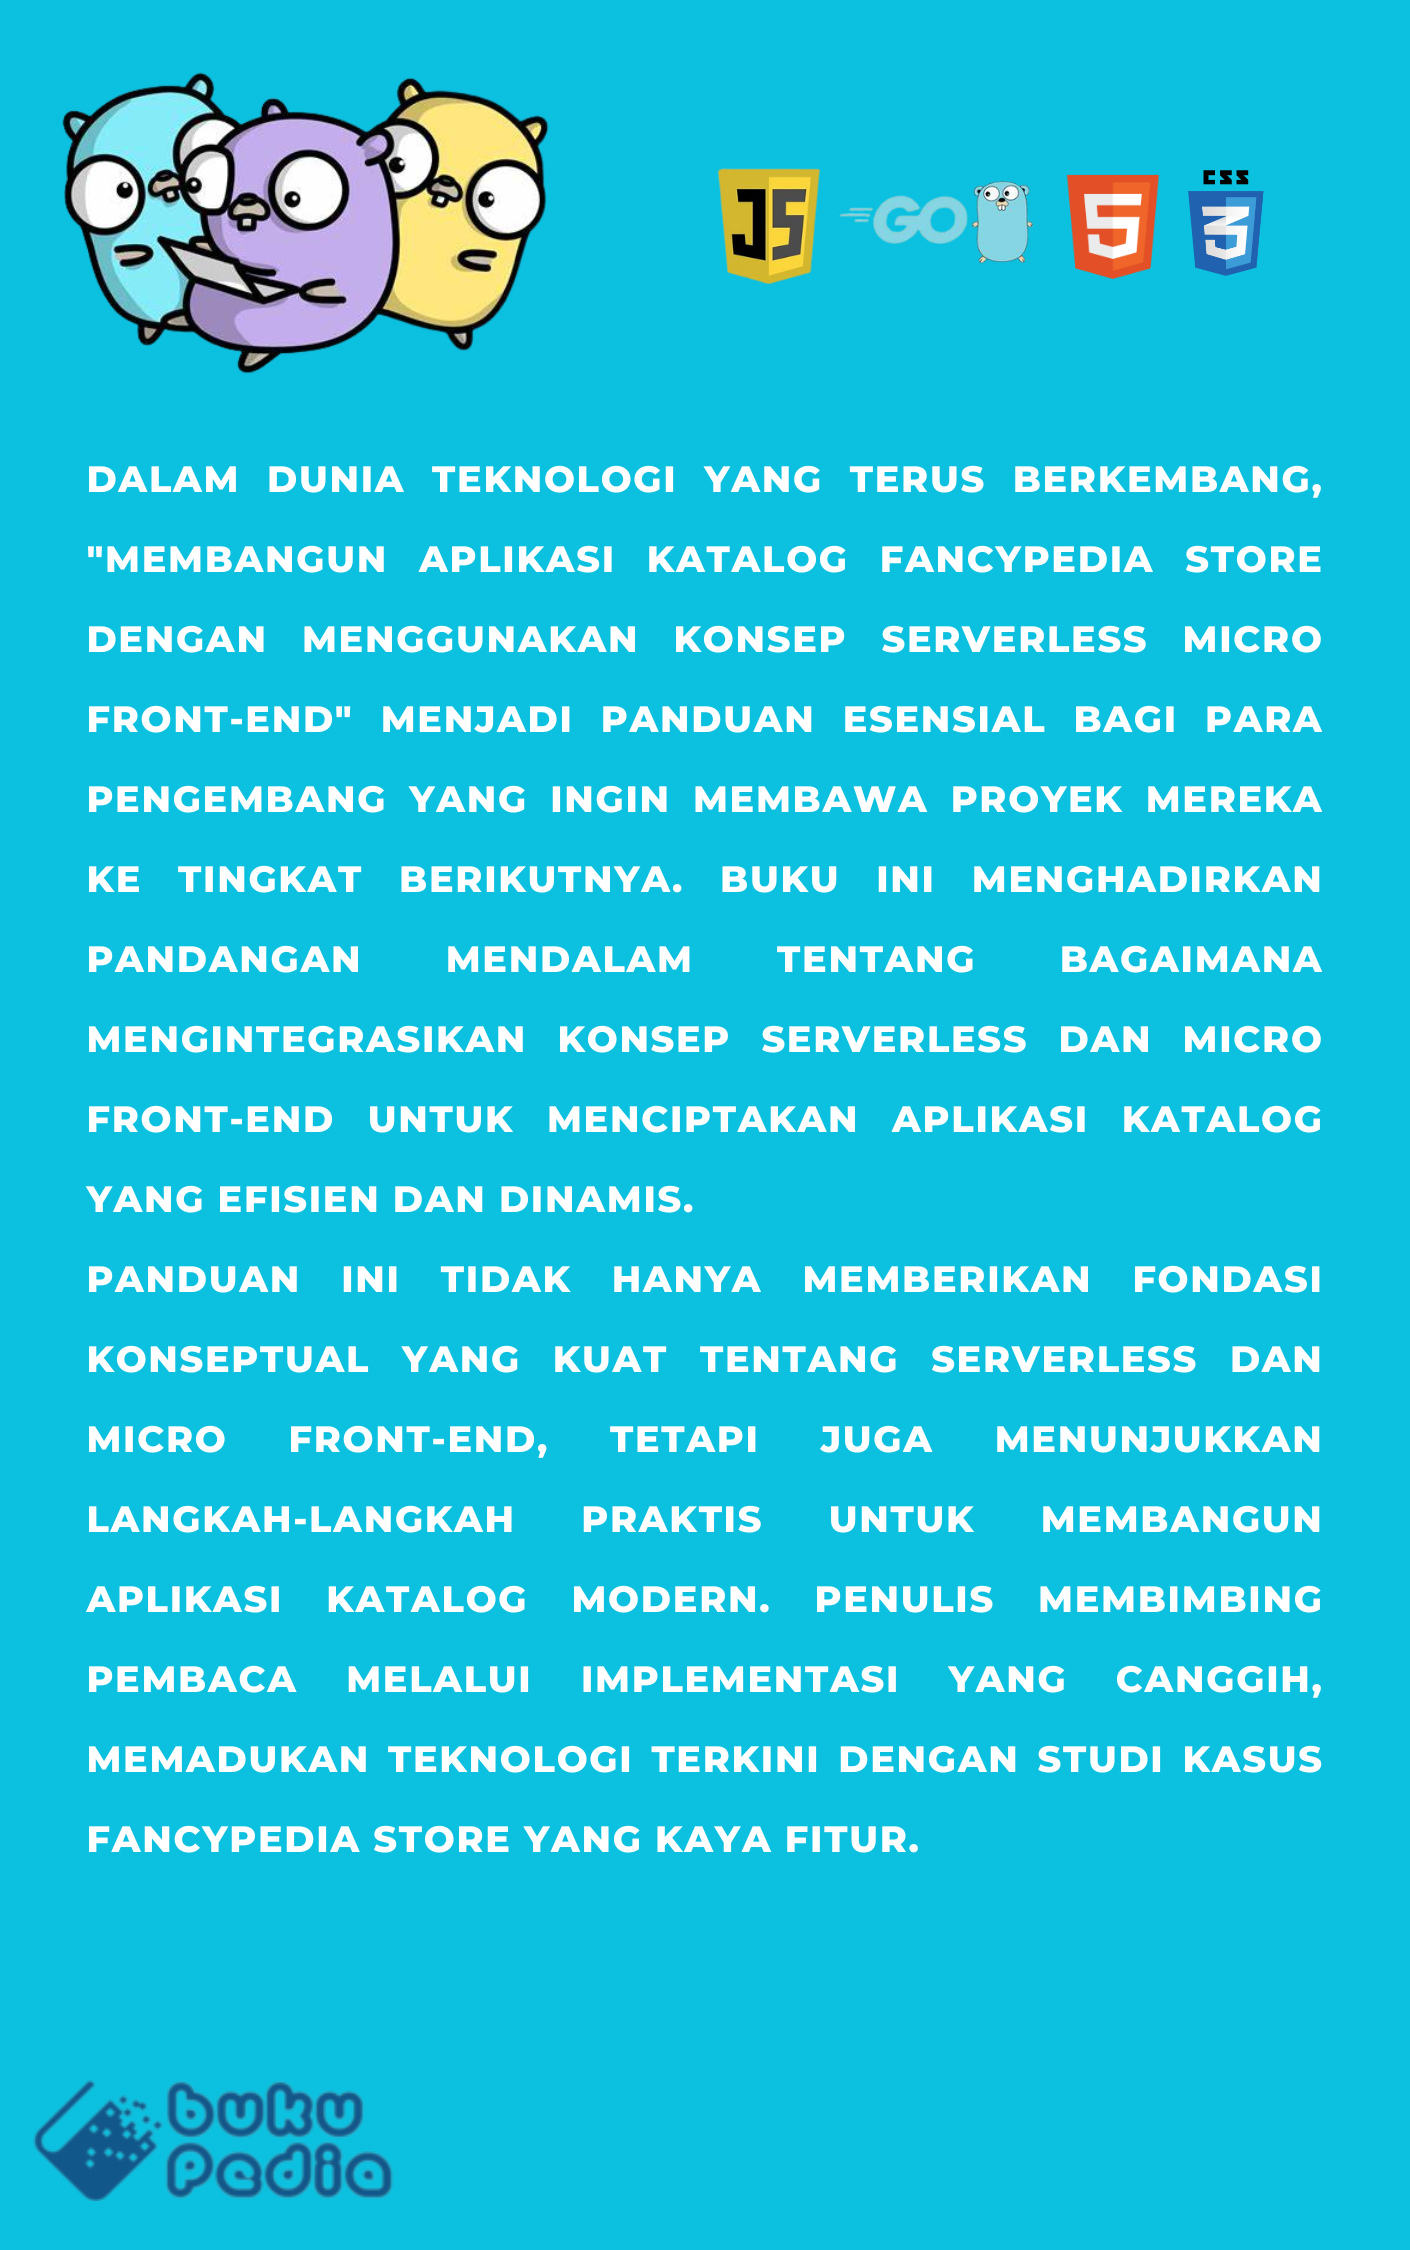 JS
GO
5
CSS
3
DALAM DUNIA TEKNOLOGI YANG TERUS BERKEMBANG,
"MEMBANGUN APLIKASI KATALOG FANCYPEDIA STORE
DENGAN MENGGUNAKAN KONSEP SERVERLESS MICRO
FRONT-END" MENJADI PANDUAN ESENSIAL BAGI PARA
PENGEMBANG YANG INGIN MEMBAWA PROYEK MEREKA
KE TINGKAT BERIKUTNYA. BUKU INI MENGHADIRKAN
PANDANGAN MENDALAM TENTANG BAGAIMANA
MENGINTEGRASIKAN KONSEP SERVERLESS DAN MICRO
FRONT-END UNTUK MENCIPTAKAN APLIKASI KATALOG
YANG EFISIEN DAN DINAMIS.
PANDUAN INI TIDAK HANYA MEMBERIKAN FONDASI
KONSEPTUAL YANG KUAT TENTANG SERVERLESS DAN
MICRO FRONT-END, TETAPI JUGA MENUNJUKKAN
LANGKAH-LANGKAH PRAKTIS UNTUK MEMBANGUN
APLIKASI KATALOG MODERN. PENULIS MEMBIMBING
PEMBACA MELALUI IMPLEMENTASI YANG CANGGIH,
MEMADUKAN TEKNOLOGI TERKINI DENGAN STUDI KASUS
FANCYPEDIA STORE YANG KAYA FITUR.
buku
Pedia